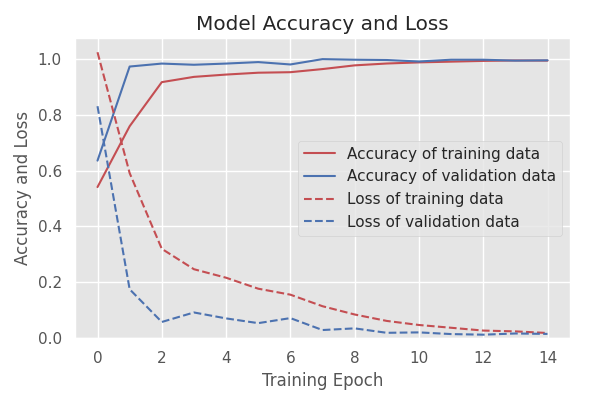 Model Accuracy and Loss
Accuracy and Loss
1.0
0.8
0.6
0.4
0.2
0.0
Accuracy of training data
Accuracy of validation data
Loss of training data
Loss of validation data
0 2 4 6 8 10 12 14
Training Epoch